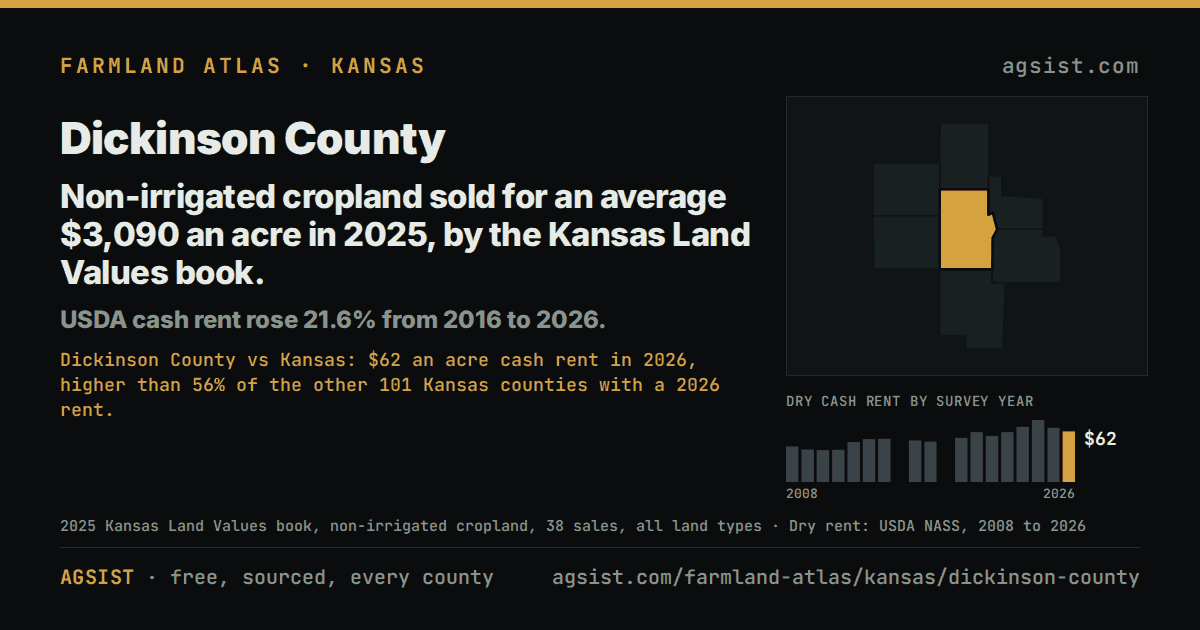 FARMLAND ATLAS · KANSAS
agsist.com
Dickinson County
Non-irrigated cropland sold for an average
$3,090 an acre in 2025, by the Kansas Land
Values book.
USDA cash rent rose 21.6% from 2016 to 2026.
Dickinson County vs Kansas: $62 an acre cash rent in 2026,
higher than 56% of the other 101 Kansas counties with a 2026
rent.
DRY CASH RENT BY SURVEY YEAR
$62
2008
2026
2025 Kansas Land Values book, non-irrigated cropland, 38 sales, all land types · Dry rent: USDA NASS, 2008 to 2026
AGSIST · free, sourced, every county
agsist.com/farmland-atlas/kansas/dickinson-county